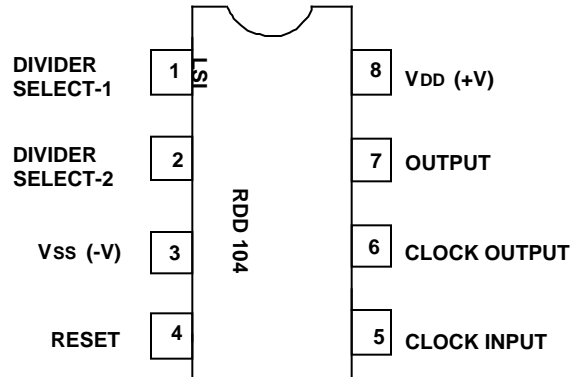 DIVIDER
SELECT-1
1
LSI
8
VDD (+V)
DIVIDER
SELECT-2
2
7
OUTPUT
RDD 104
VSS (-V)
3
6
CLOCK OUTPUT
RESET
4
5
CLOCK INPUT